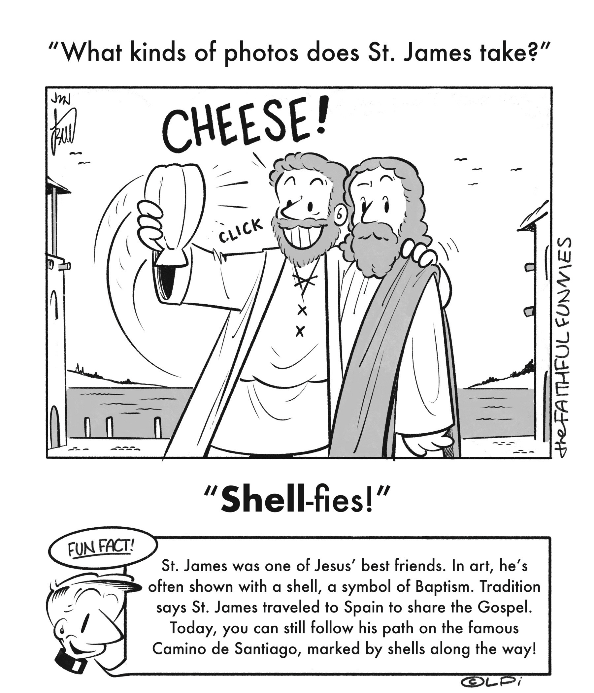 “What kinds of photos does St. James take?”
CHEESE!
CLICK
the FAITHFUL FUNNIES
“Shell-fies!”
FUN FACT!
St. James was one of Jesus’ best friends. In art, he’s
often shown with a shell, a symbol of Baptism. Tradition
says St. James traveled to Spain to share the Gospel.
Today, you can still follow his path on the famous
Camino de Santiago, marked by shells along the way!
©LPi